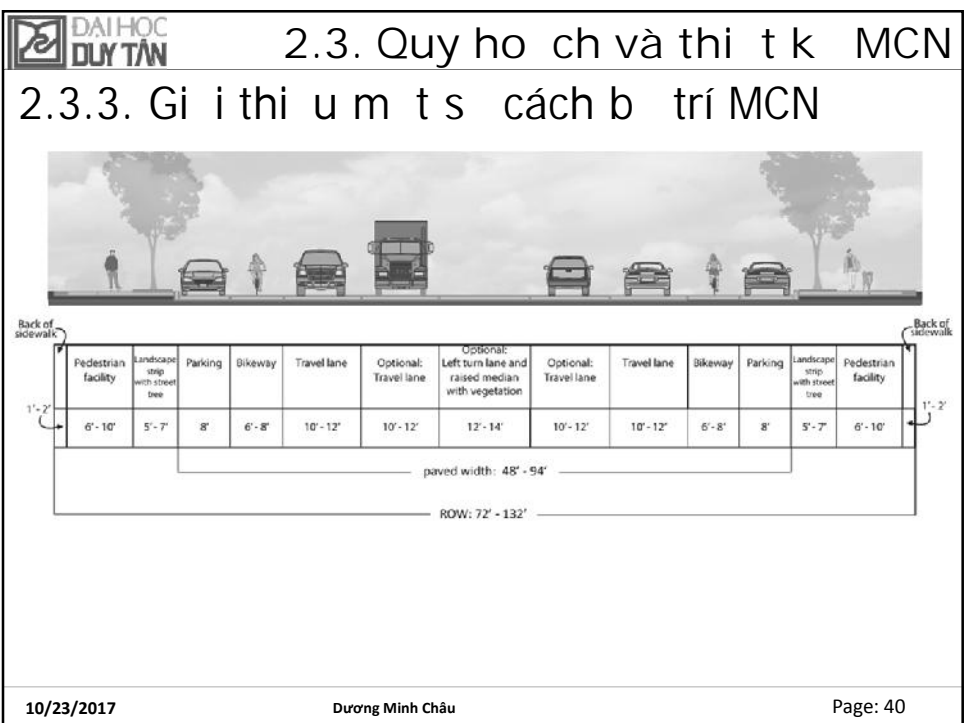 ĐẠI HỌC
DUY TÂN
2.3. Quy ho ch và thi t k MCN
2.3.3. Gi i thi u m t s cách b trí MCN
Back of sidewalk
Back of sidewalk
Pedestrian facility
Landscape strip with street tree
Parking
Bikeway
Travel lane
Optional: Travel lane
Optional: Left turn lane and raised median with vegetation
Optional: Travel lane
Travel lane
Bikeway
Parking
Landscape strip with street tree
Pedestrian facility
1'-2'
6'-10'
5'-7'
8'
6'-8'
10'-12'
10'-12'
12'-14'
10'-12'
10'-12'
6'-8'
8'
5'-7'
6'-10'
1'-2'
paved width: 48' - 94'
ROW: 72' - 132'
10/23/2017
Dương Minh Châu
Page: 40